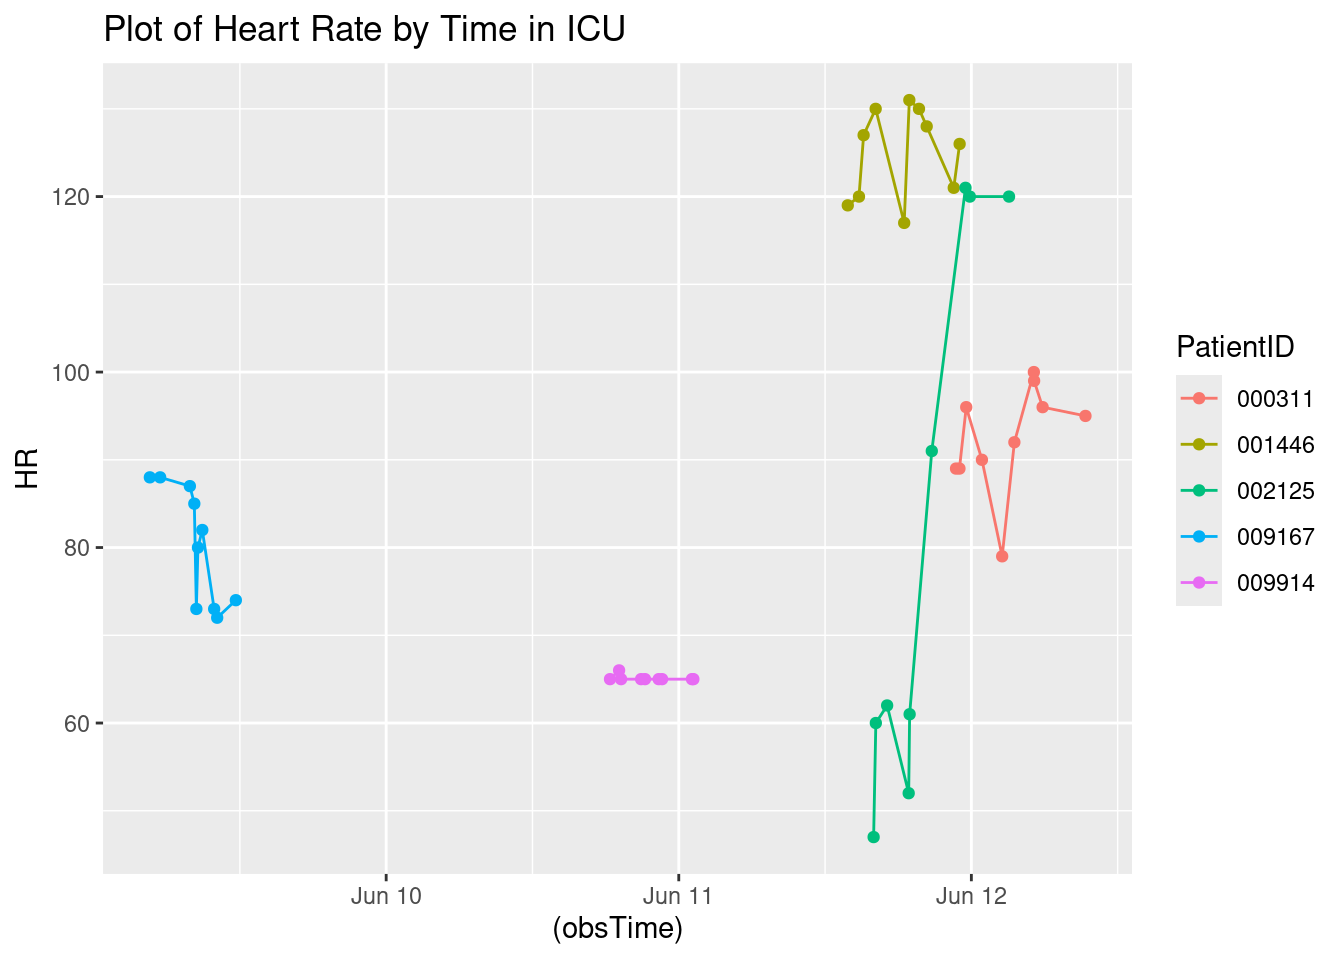 Plot of Heart Rate by Time in ICU
120
100
80
60
HR
Jun 10
Jun 11
Jun 12
(obsTime)
PatientID
000311
001446
002125
009167
009914